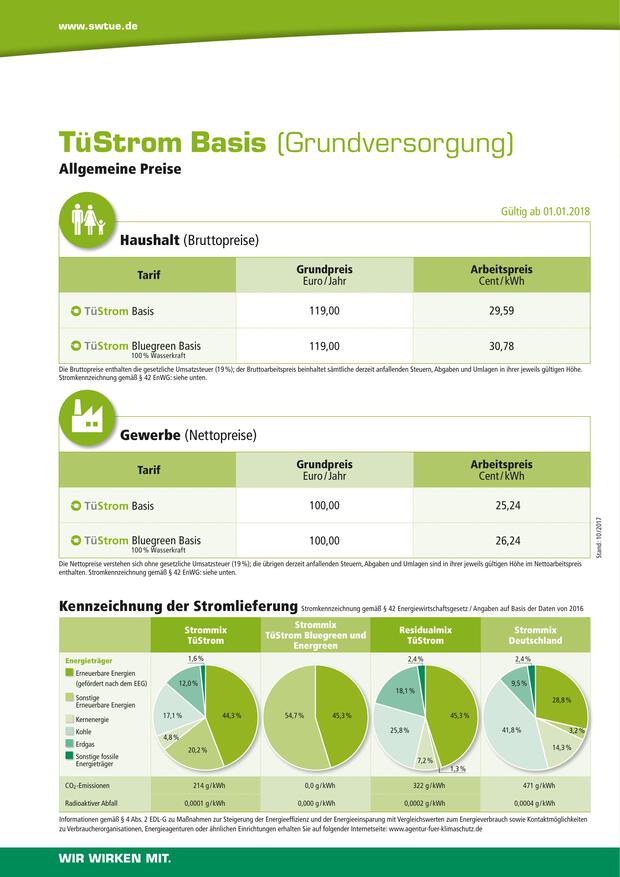 www.swtue.de
TüStrom Basis (Grundversorgung)
Allgemeine Preise
Gültig ab 01.01.2018
Haushalt (Bruttopreise)
Tarif Grundpreis Arbeitspreis
Euro/Jahr Cent/kWh
TüStrom Basis 119,00 29,59
TüStrom Bluegreen Basis 119,00 30,78
100 % Wasserkraft
Die Bruttopreise enthalten die gesetzliche Umsatzsteuer (19 %); der Bruttoarbeitspreis beinhaltet sämtliche derzeit anfallenden Steuern, Abgaben und Umlagen in ihrer jeweils gültigen Höhe.
Stromkennzeichnung gemäß § 42 EnWG: siehe unten.
Gewerbe (Nettopreise)
Tarif Grundpreis Arbeitspreis
Euro/Jahr Cent/kWh
TüStrom Basis 100,00 25,24
TüStrom Bluegreen Basis 100,00 26,24
100 % Wasserkraft
Die Nettopreise verstehen sich ohne gesetzliche Umsatzsteuer (19 %); die übrigen derzeit anfallenden Steuern, Abgaben und Umlagen sind in ihrer jeweils gültigen Höhe im Nettoarbeitspreis
enthalten. Stromkennzeichnung gemäß § 42 EnWG: siehe unten.
Stand: 10/2017
Kennzeichnung der Stromlieferung Stromkennzeichnung gemäß § 42 Energiewirtschaftsgesetz / Angaben auf Basis der Daten von 2016
Strommix
TüStrom
Strommix
TüStrom Bluegreen und
Energreen
Residualmix
TüStrom
Strommix
Deutschland
Energieträger
Erneuerbare Energien
(gefördert nach dem EEG)
Sonstige
Erneuerbare Energien
Kernenergie
Kohle
Erdgas
Sonstige fossile
Energieträger
1,6 %
12,0 %
17,1 %
4,8 %
20,2 %
44,3 %
54,7 %
45,3 %
2,4 %
18,1 %
25,8 %
7,2 %
1,3 %
45,3 %
2,4 %
9,5 %
41,8 %
14,3 %
3,2 %
28,8 %
CO₂-Emissionen 214 g/kWh 0,0 g/kWh 322 g/kWh 471 g/kWh
Radioaktiver Abfall 0,0001 g/kWh 0,000 g/kWh 0,0002 g/kWh 0,0004 g/kWh
Informationen gemäß § 4 Abs. 2 EDL-G zu Maßnahmen zur Steigerung der Energieeffizienz und der Energieeinsparung mit Vergleichswerten zum Energieverbrauch sowie Kontaktmöglichkeiten
zu Verbraucherorganisationen, Energieagenturen oder ähnlichen Einrichtungen erhalten Sie auf folgender Internetseite: www.agentur-fuer-klimaschutz.de
WIR WIRKEN MIT.